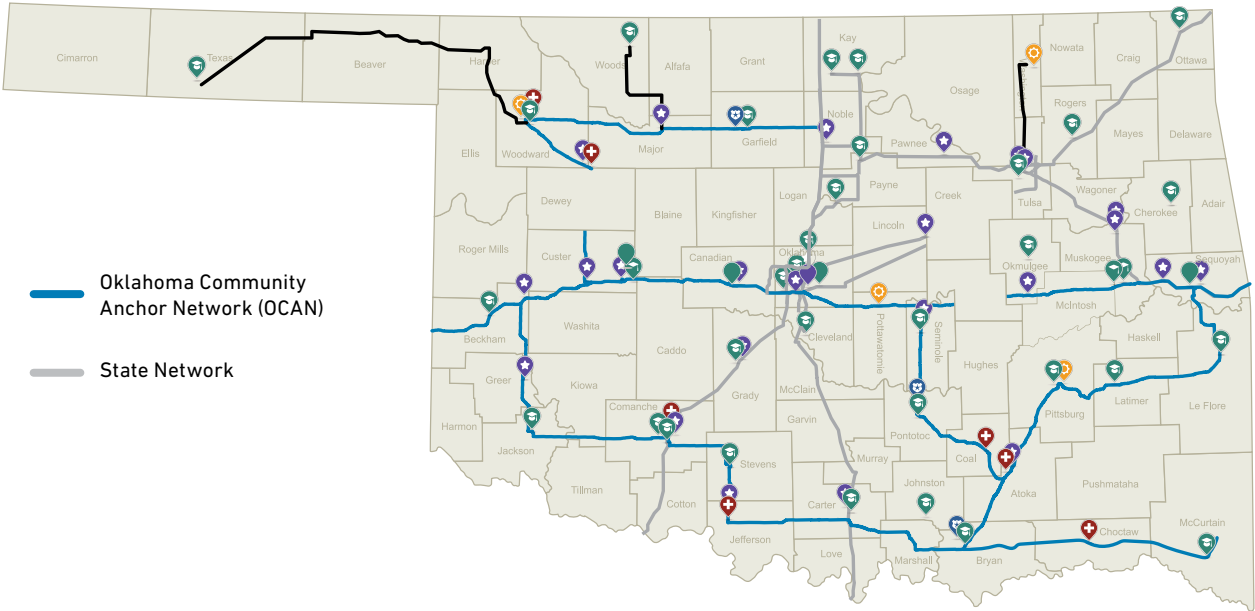 Cimarron
Texas
Beaver
Harper
Woods
Alfafa
Grant
Kay
Osage
Nowata
Craig
Ottawa
Rogers
Mayes
Delaware
Noble
Garfield
Major
Woodward
Ellis
Pawnee
Payne
Logan
Creek
Tulsa
Wagoner
Cherokee
Adair
Dewey
Blaine
Kingfisher
Lincoln
Roger Mills
Custer
Canadian
Oklahoma
Okmulgee
Muskogee
Sequoyah
Oklahoma Community
Anchor Network (OCAN)
State Network
McIntosh
Beckham
Washita
Caddo
Cleveland
Pottawatomie
Seminole
Hughes
Haskell
Greer
Kiowa
Comanche
Grady
McClain
Garvin
Pittsburg
Latimer
Le Flore
Harmon
Jackson
Pontotoc
Coal
Stevens
Murray
Tillman
Cotton
Carter
Johnston
Atoka
Pushmataha
Jefferson
Love
Marshall
Bryan
Choctaw
McCurtain